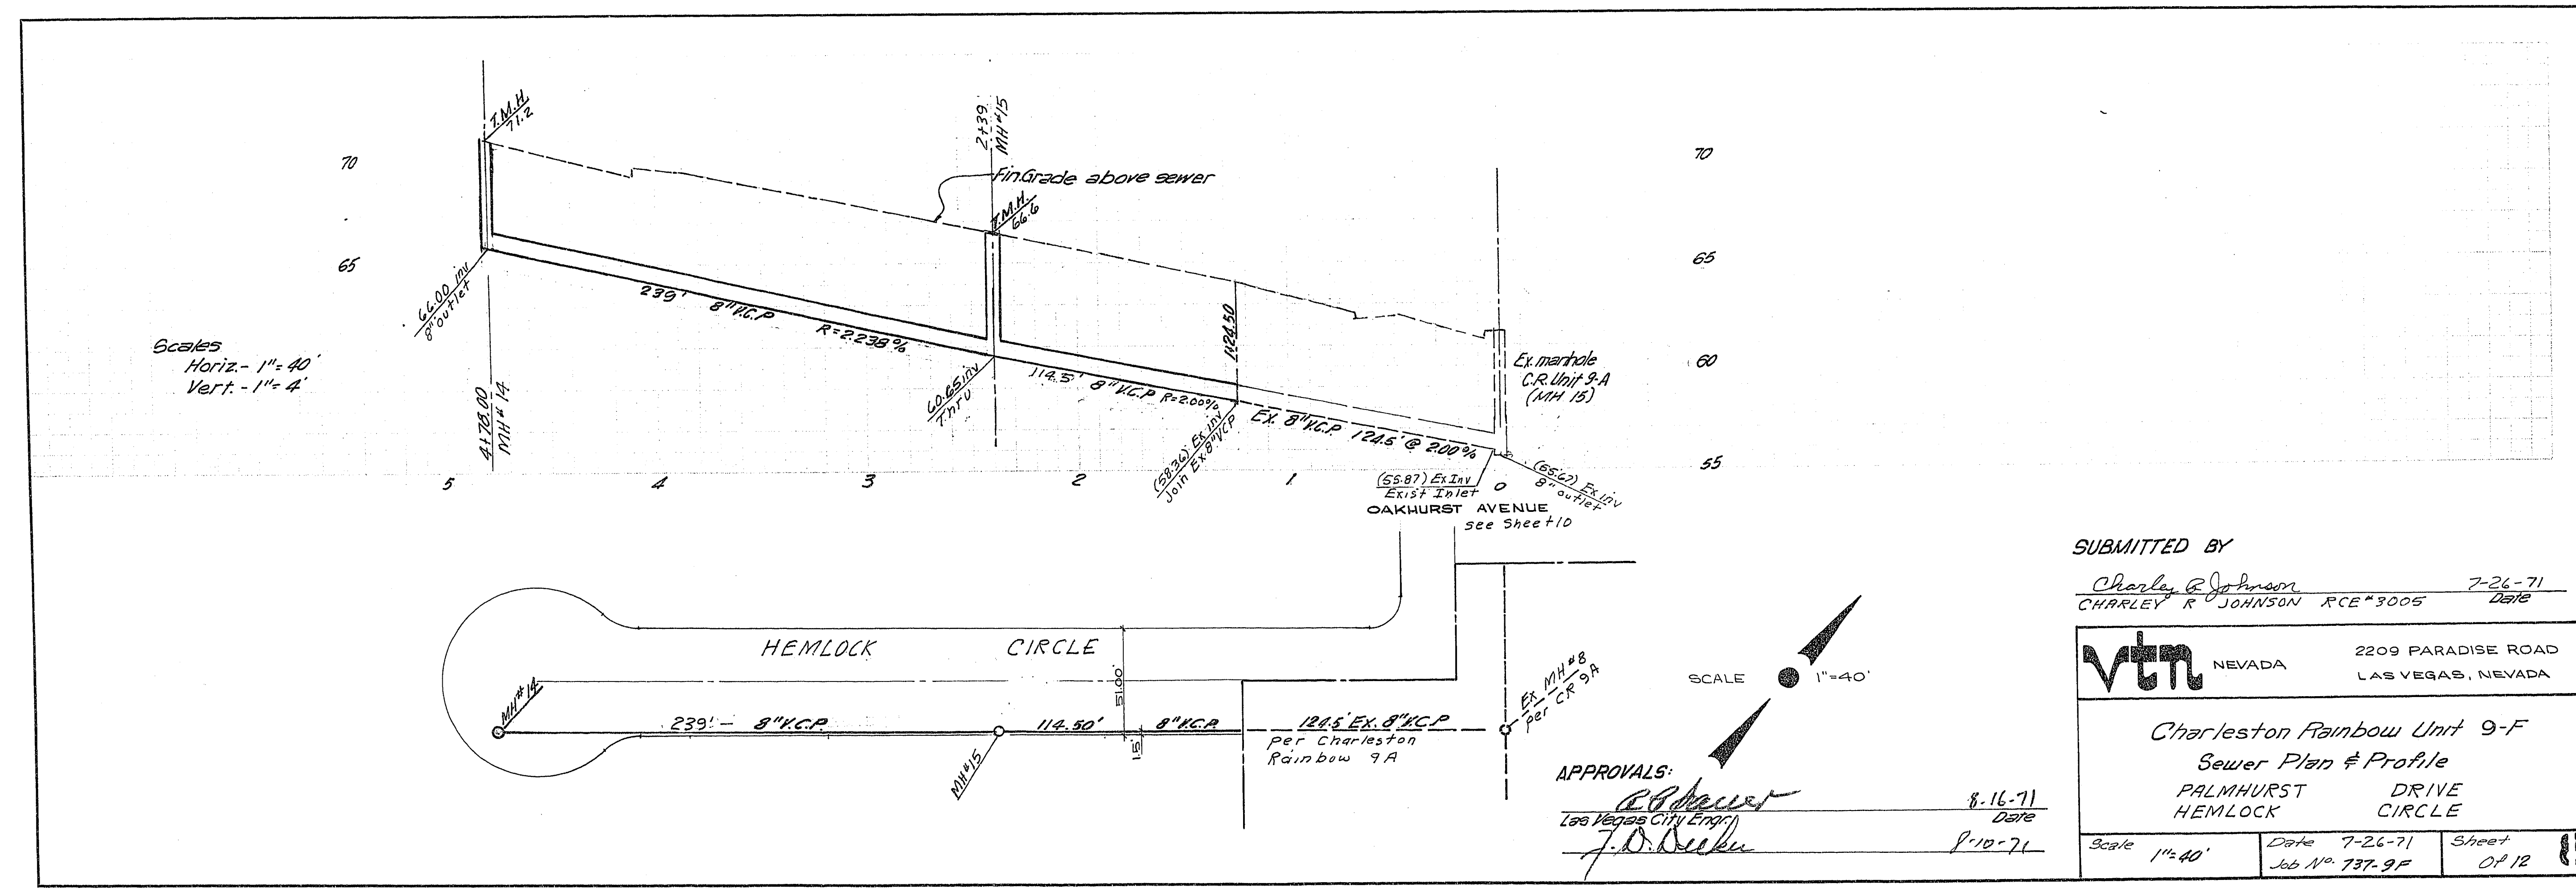 T.M.H.
71.2
70
65
2+39
MH#15
Fin.Grade above sewer
T.M.H.
66.6
70
65
60
55
66.00 inv
8" outlet
239' 8" V.C.P R=2.238%
Scales
Horiz.- 1"= 40'
Vert. - 1"= 4'
4+78.00
MH# 14
60.65 inv
Thru
114.5' 8" V.C.P R=2.00%
1+24.50
(58.36) Ex inv
Join Ex. 8" VCP
Ex. 8" V.C.P 124.5' @ 2.00%
Ex. manhole
C.R. Unit 9-A
(MH 15)
(55.87) Ex Inv
Exist Inlet
(55.67) Ex inv
8" outlet
5 4 3 2 1 0
OAKHURST AVENUE
see Sheet 10
HEMLOCK CIRCLE
51.00'
MH#14
239' - 8" V.C.P.
MH#15
114.50' 8" V.C.P.
15'
124.5' Ex. 8" V.C.P
per Charleston
Rainbow 9A
Ex MH#8
per CR 9A
SCALE 1"=40'
APPROVALS:
8-16-71
Las Vegas City Engr. Date
8-10-71
SUBMITTED BY
Charley R Johnson 7-26-71
CHARLEY R JOHNSON RCE#3005 Date
vtn NEVADA
2209 PARADISE ROAD
LAS VEGAS, NEVADA
Charleston Rainbow Unit 9-F
Sewer Plan & Profile
PALMHURST DRIVE
HEMLOCK CIRCLE
Scale 1"=40'
Date 7-26-71
Job No. 737-9F
Sheet
Of 12